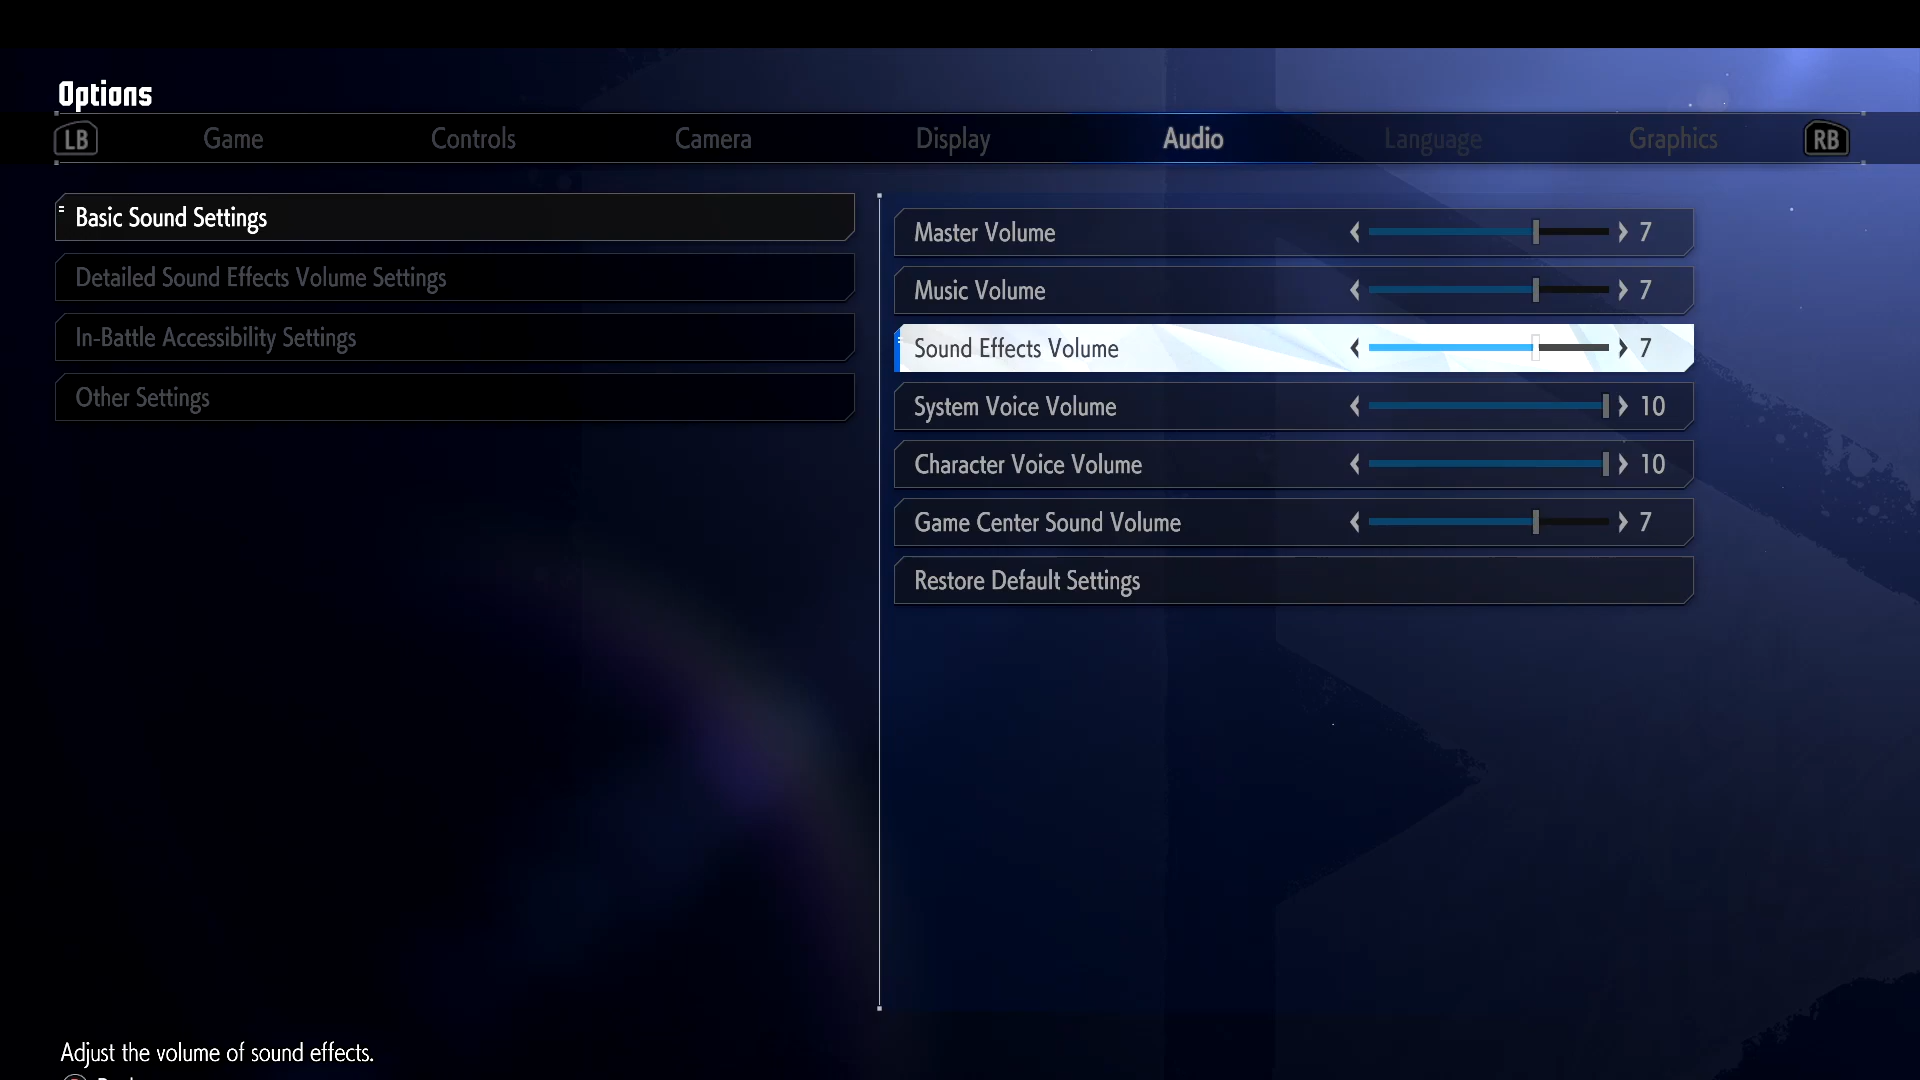 Options
LB Game Controls Camera Display Audio Language Graphics RB
Basic Sound Settings
Detailed Sound Effects Volume Settings
In-Battle Accessibility Settings
Other Settings
Master Volume 7
Music Volume 7
Sound Effects Volume 7
System Voice Volume 10
Character Voice Volume 10
Game Center Sound Volume 7
Restore Default Settings
Adjust the volume of sound effects.